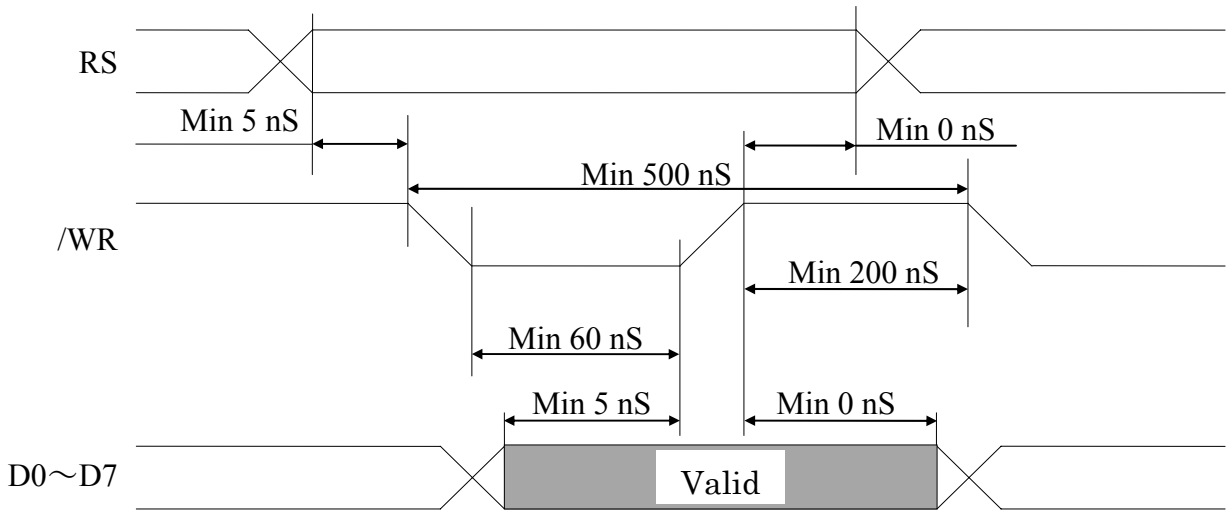 RS
Min 5 nS
Min 0 nS
Min 500 nS
/WR
Min 200 nS
Min 60 nS
Min 5 nS
Min 0 nS
D0～D7
Valid